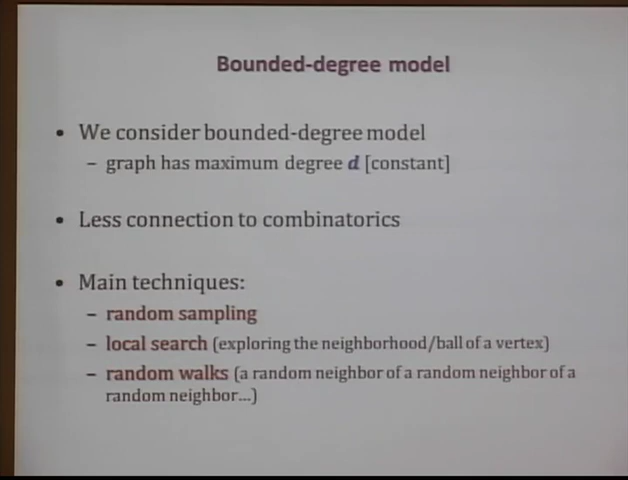 Bounded-degree model
• We consider bounded-degree model
– graph has maximum degree d [constant]
• Less connection to combinatorics
• Main techniques:
– random sampling
– local search (exploring the neighborhood/ball of a vertex)
– random walks (a random neighbor of a random neighbor of a
random neighbor...)